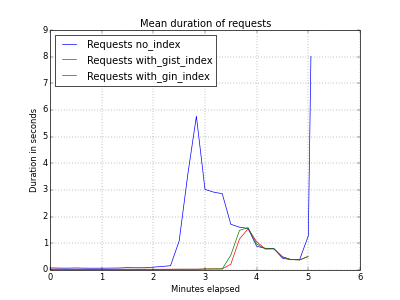 Mean duration of requests
Requests no_index
Requests with_gist_index
Requests with_gin_index
Duration in seconds
9
8
7
6
5
4
3
2
1
0
0 1 2 3 4 5 6
Minutes elapsed